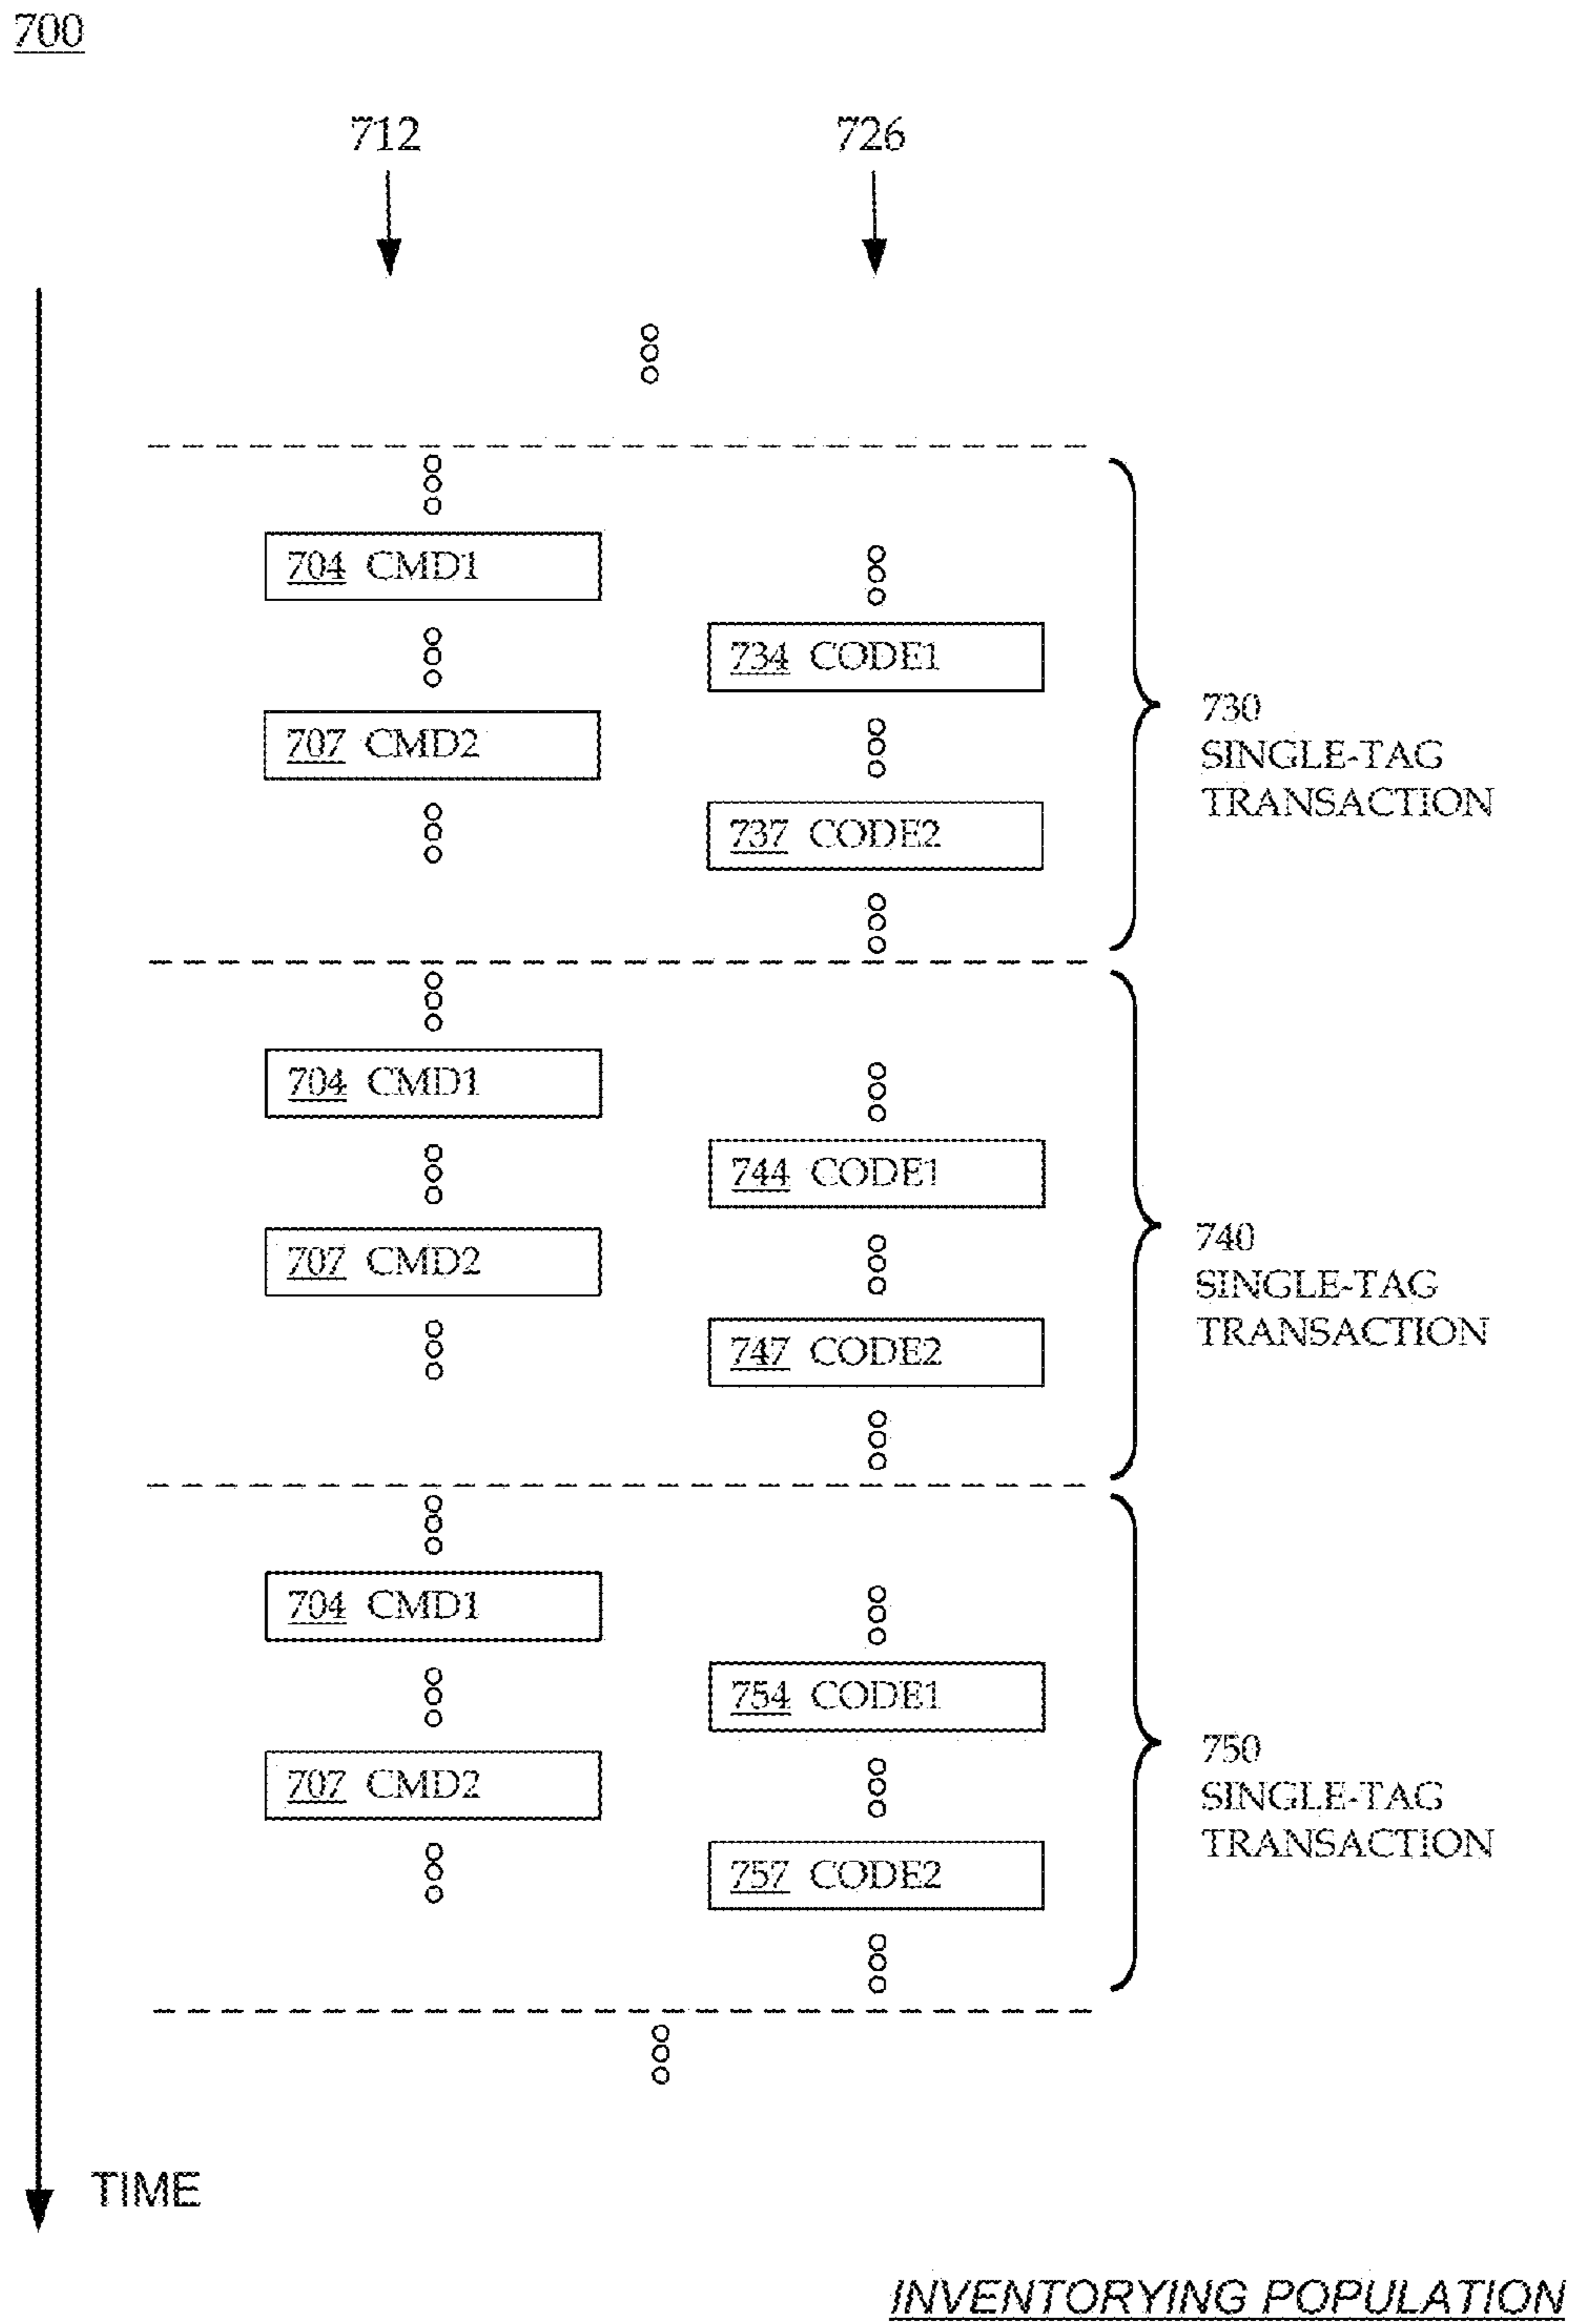 700
712 726
704 CMD1
734 CODE1
707 CMD2
730
SINGLE-TAG
TRANSACTION
737 CODE2
704 CMD1
744 CODE1
707 CMD2
740
SINGLE-TAG
TRANSACTION
747 CODE2
704 CMD1
754 CODE1
707 CMD2
750
SINGLE-TAG
TRANSACTION
757 CODE2
TIME
INVENTORYING POPULATION